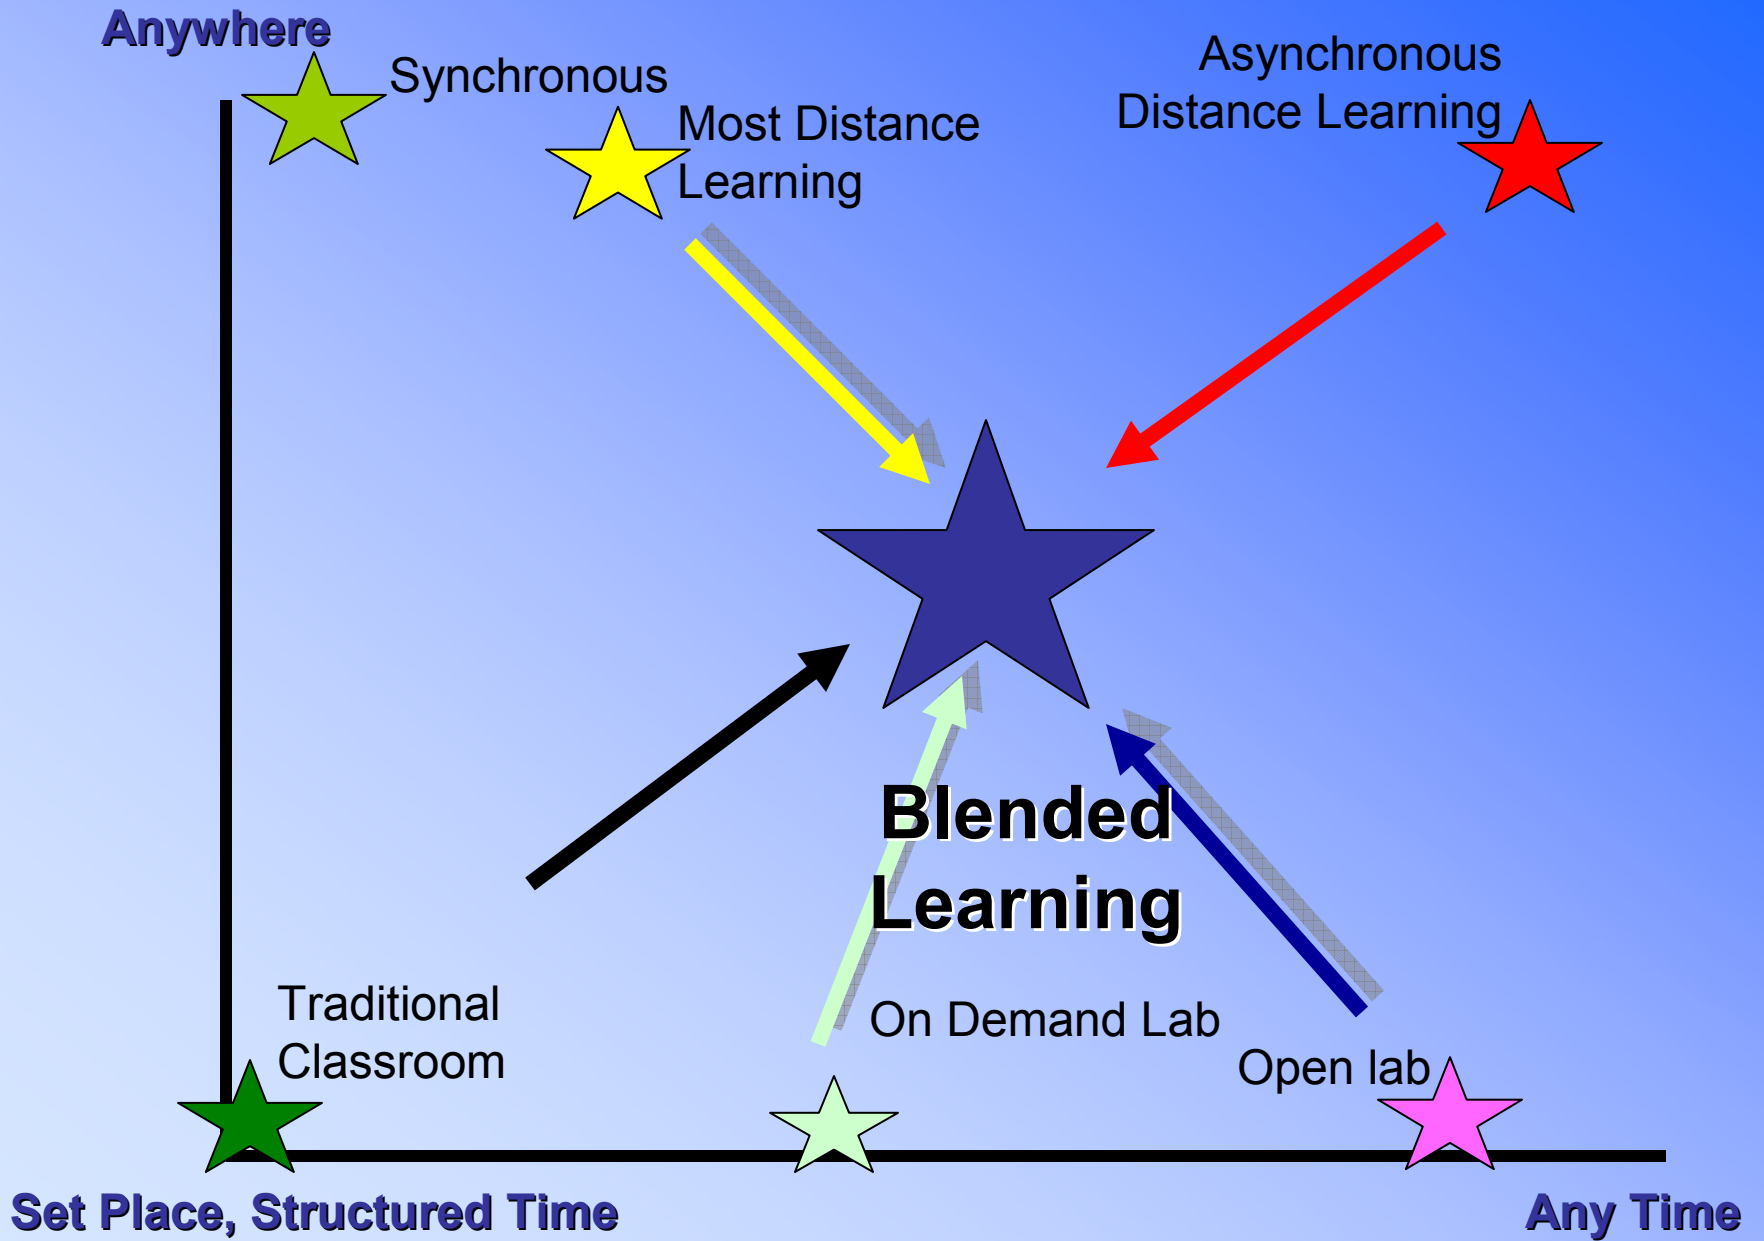 Anywhere
Synchronous
Asynchronous
Distance Learning
Most Distance
Learning
Blended
Learning
Traditional
Classroom
On Demand Lab
Open lab
Set Place, Structured Time
Any Time